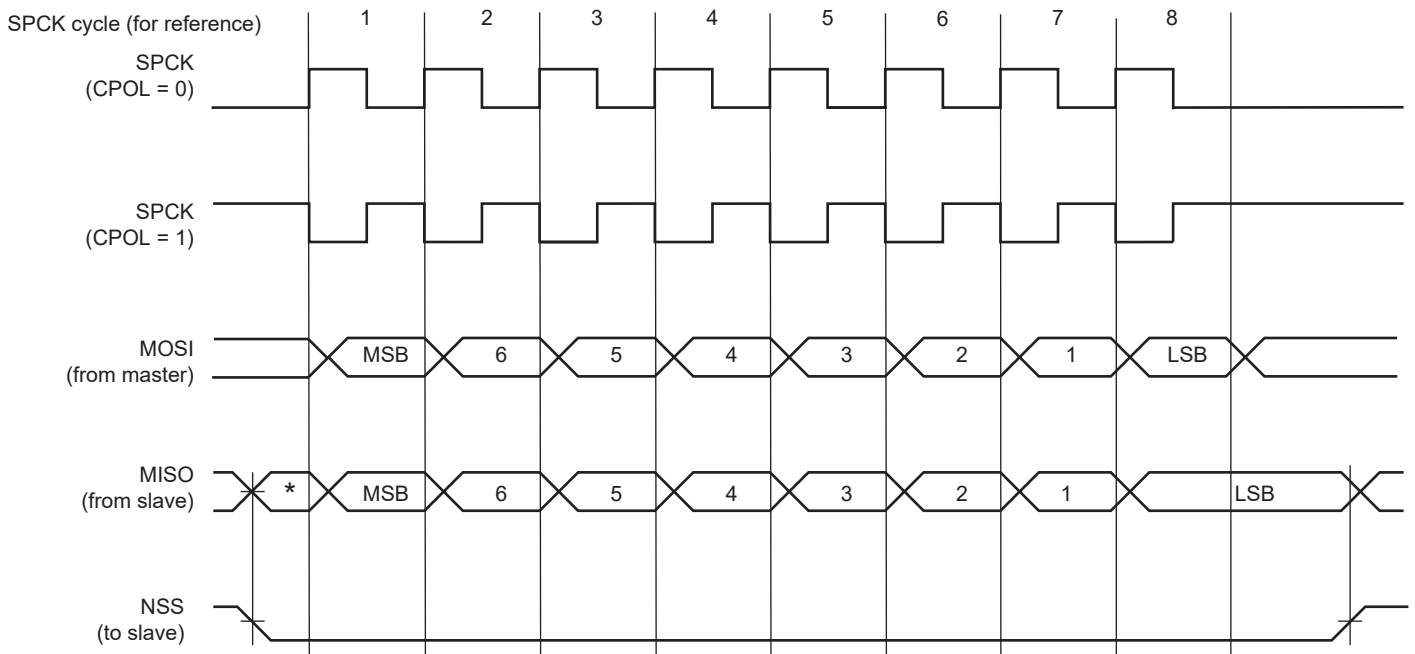 SPCK cycle (for reference) 1 2 3 4 5 6 7 8
SPCK
(CPOL = 0)
SPCK
(CPOL = 1)
MOSI
(from master)
MSB 6 5 4 3 2 1 LSB
MISO
(from slave)
* MSB 6 5 4 3 2 1 LSB
NSS
(to slave)